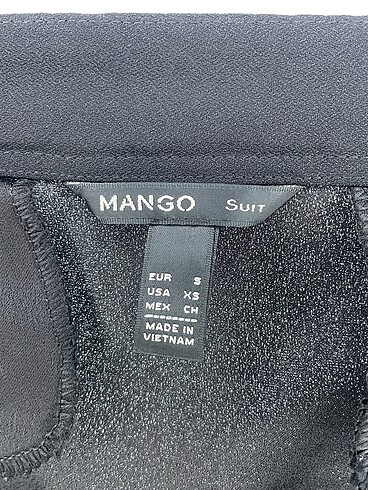 MANGO SUIT
EUR S
USA XS
MEX CH
MADE IN
VIETNAM